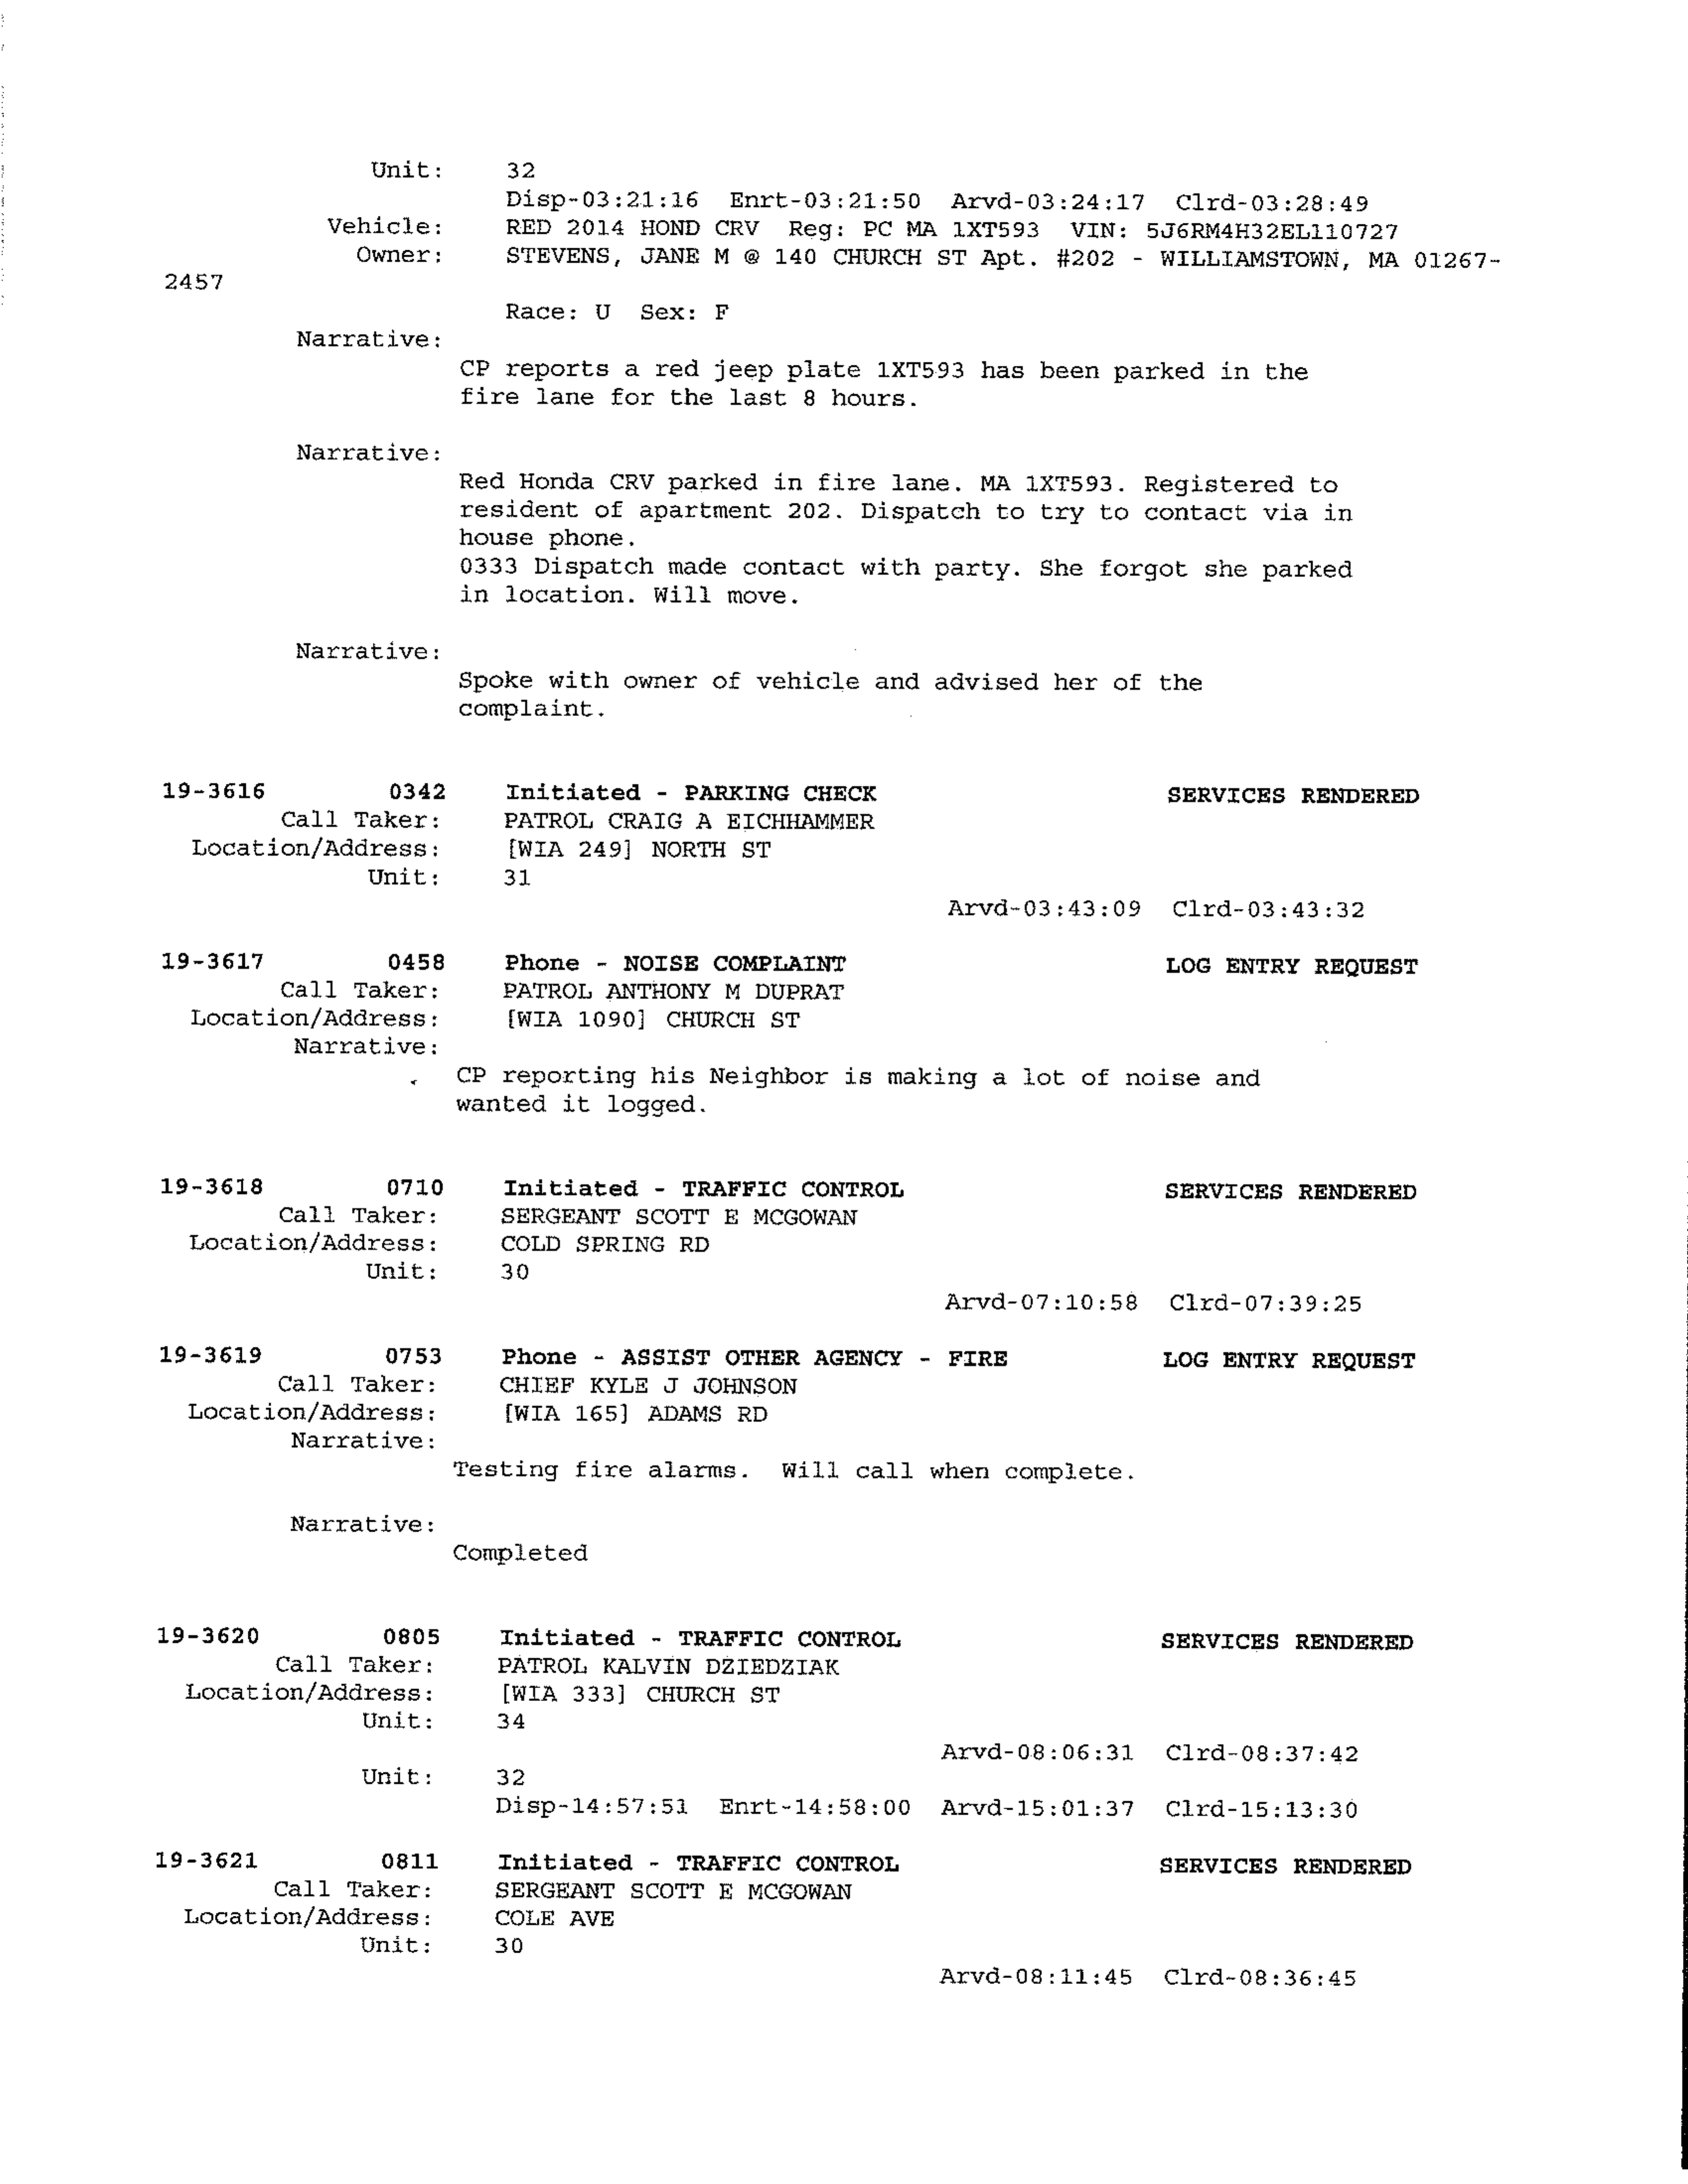 Unit: 32
Disp-03:21:16 Enrt-03:21:50 Arvd-03:24:17 Clrd-03:28:49
Vehicle: RED 2014 HOND CRV Reg: PC MA 1XT593 VIN: 5J6RM4H32EL110727
Owner: STEVENS, JANE M @ 140 CHURCH ST Apt. #202 - WILLIAMSTOWN, MA 01267-
2457
Race: U Sex: F
Narrative:
CP reports a red jeep plate 1XT593 has been parked in the
fire lane for the last 8 hours.
Narrative:
Red Honda CRV parked in fire lane. MA 1XT593. Registered to
resident of apartment 202. Dispatch to try to contact via in
house phone.
0333 Dispatch made contact with party. She forgot she parked
in location. Will move.
Narrative:
Spoke with owner of vehicle and advised her of the
complaint.
19-3616 0342 Initiated - PARKING CHECK SERVICES RENDERED
Call Taker: PATROL CRAIG A EICHHAMMER
Location/Address: [WIA 249] NORTH ST
Unit: 31
Arvd-03:43:09 Clrd-03:43:32
19-3617 0458 Phone - NOISE COMPLAINT LOG ENTRY REQUEST
Call Taker: PATROL ANTHONY M DUPRAT
Location/Address: [WIA 1090] CHURCH ST
Narrative:
CP reporting his Neighbor is making a lot of noise and
wanted it logged.
19-3618 0710 Initiated - TRAFFIC CONTROL SERVICES RENDERED
Call Taker: SERGEANT SCOTT E MCGOWAN
Location/Address: COLD SPRING RD
Unit: 30
Arvd-07:10:58 Clrd-07:39:25
19-3619 0753 Phone - ASSIST OTHER AGENCY - FIRE LOG ENTRY REQUEST
Call Taker: CHIEF KYLE J JOHNSON
Location/Address: [WIA 165] ADAMS RD
Narrative:
Testing fire alarms. Will call when complete.
Narrative:
Completed
19-3620 0805 Initiated - TRAFFIC CONTROL SERVICES RENDERED
Call Taker: PATROL KALVIN DZIEDZIAK
Location/Address: [WIA 333] CHURCH ST
Unit: 34
Arvd-08:06:31 Clrd-08:37:42
Unit: 32
Disp-14:57:51 Enrt-14:58:00 Arvd-15:01:37 Clrd-15:13:30
19-3621 0811 Initiated - TRAFFIC CONTROL SERVICES RENDERED
Call Taker: SERGEANT SCOTT E MCGOWAN
Location/Address: COLE AVE
Unit: 30
Arvd-08:11:45 Clrd-08:36:45